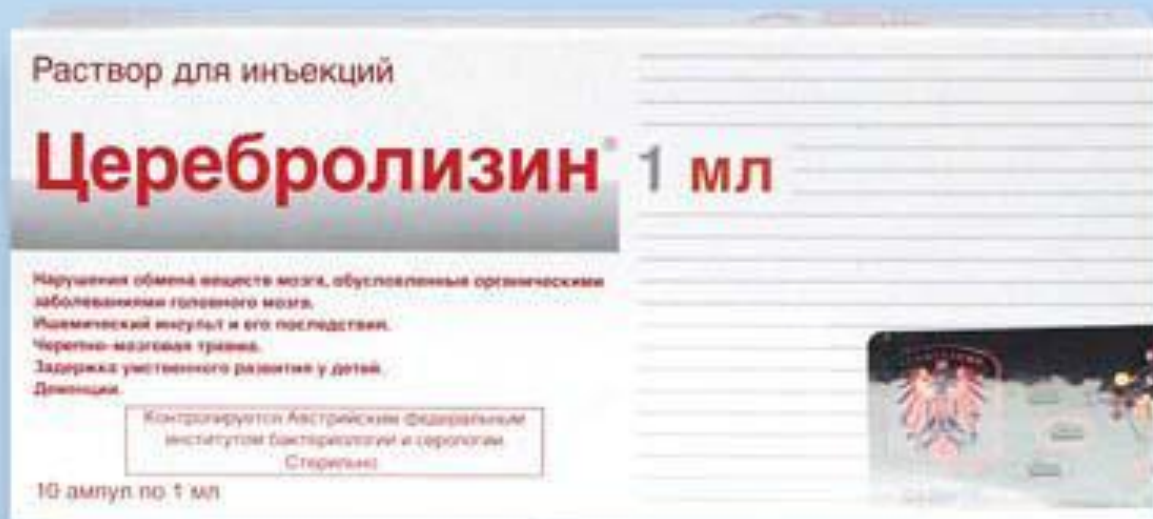 Раствор для инъекций
Церебролизин® 1 мл
Нарушения обмена веществ мозга, обусловленные органическими
заболеваниями головного мозга.
Ишемический инсульт и его последствия.
Черепно-мозговая травма.
Задержка умственного развития у детей.
Деменции.
Контролируется Австрийским федеральным
институтом бактериологии и серологии
Стерильно
10 ампул по 1 мл